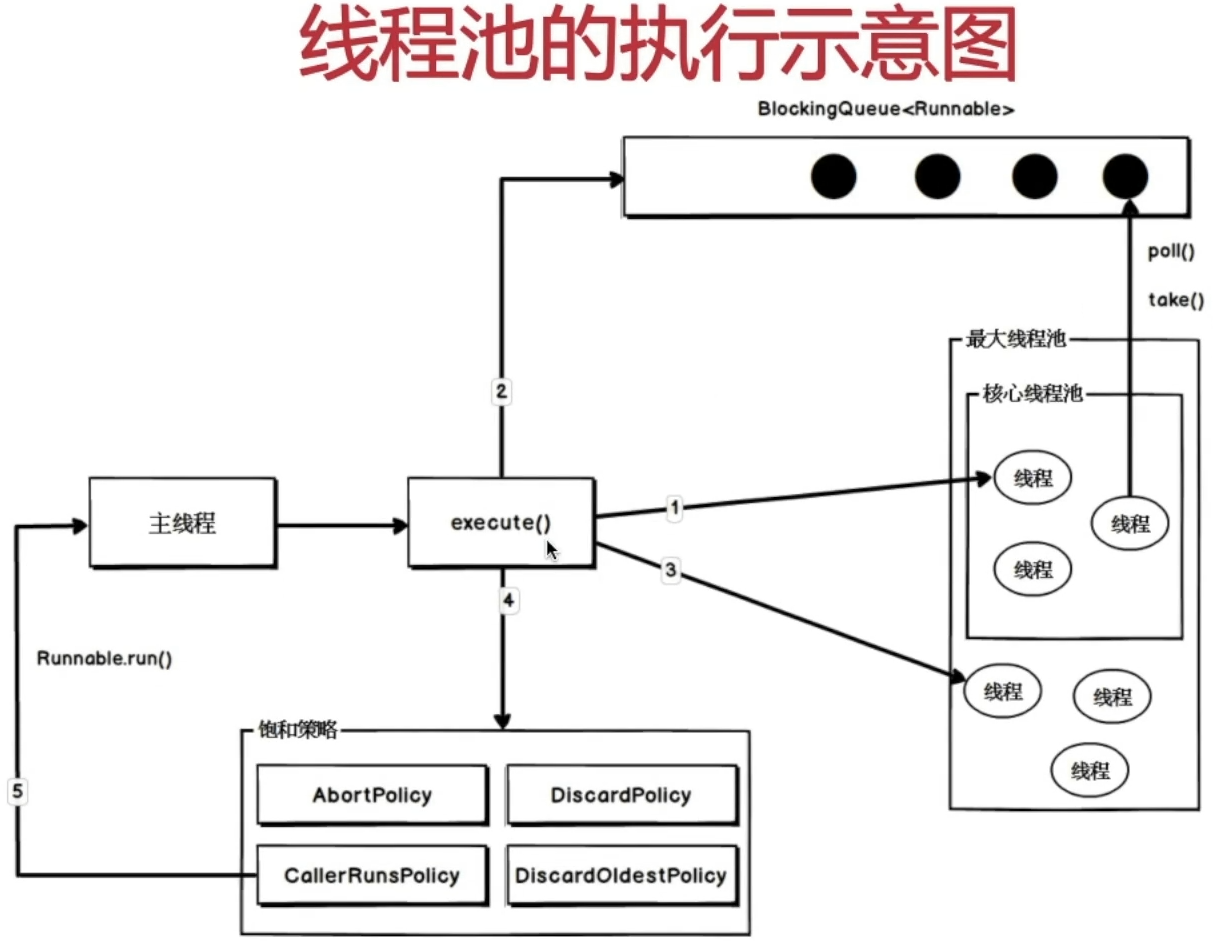 线程池的执行示意图
BlockingQueue<Runnable>
poll()
take()
最大线程池
核心线程池
2
线程
1
线程
主线程
execute()
3
线程
4
Runnable.run()
线程
线程
饱和策略
线程
5
AbortPolicy
DiscardPolicy
CallerRunsPolicy
DiscardOldestPolicy